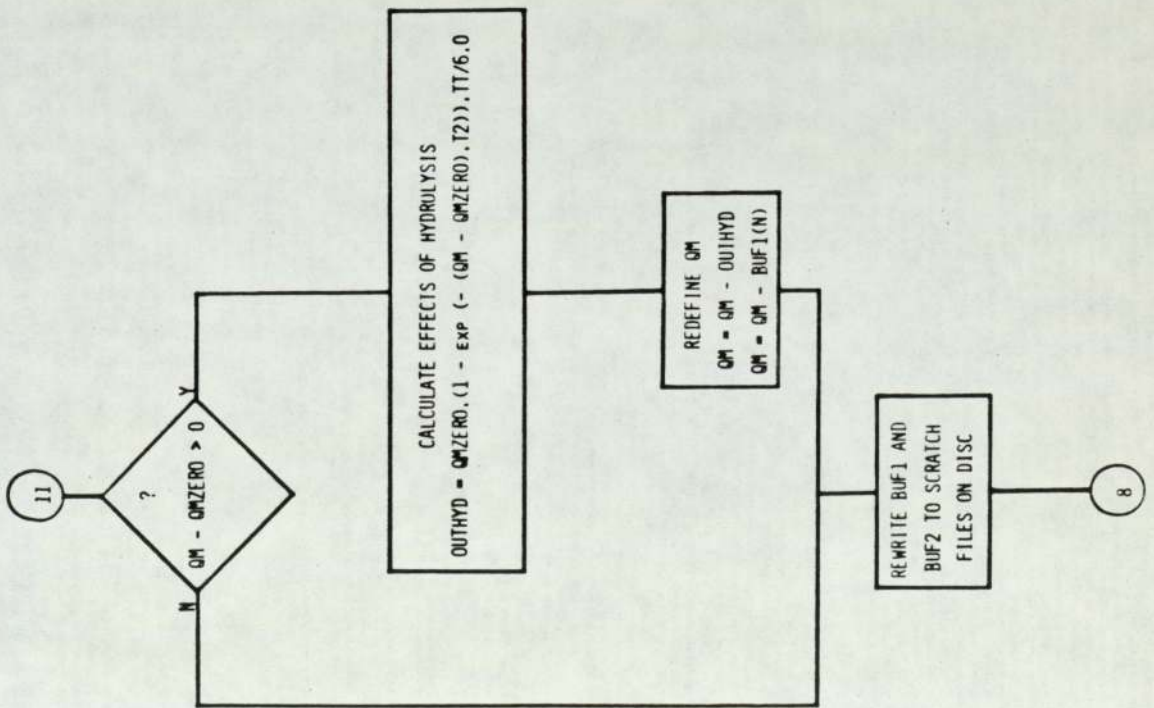 11
?
QM - QMZERO > 0
N
Y
CALCULATE EFFECTS OF HYDRULYSIS
OUTHYD = QMZERO.(1 - EXP (- (QM - QMZERO).T2)).TT/6.0
REDEFINE QM
QM = QM - OUTHYD
QM = QM - BUF1(N)
REWRITE BUF1 AND
BUF2 TO SCRATCH
FILES ON DISC
8